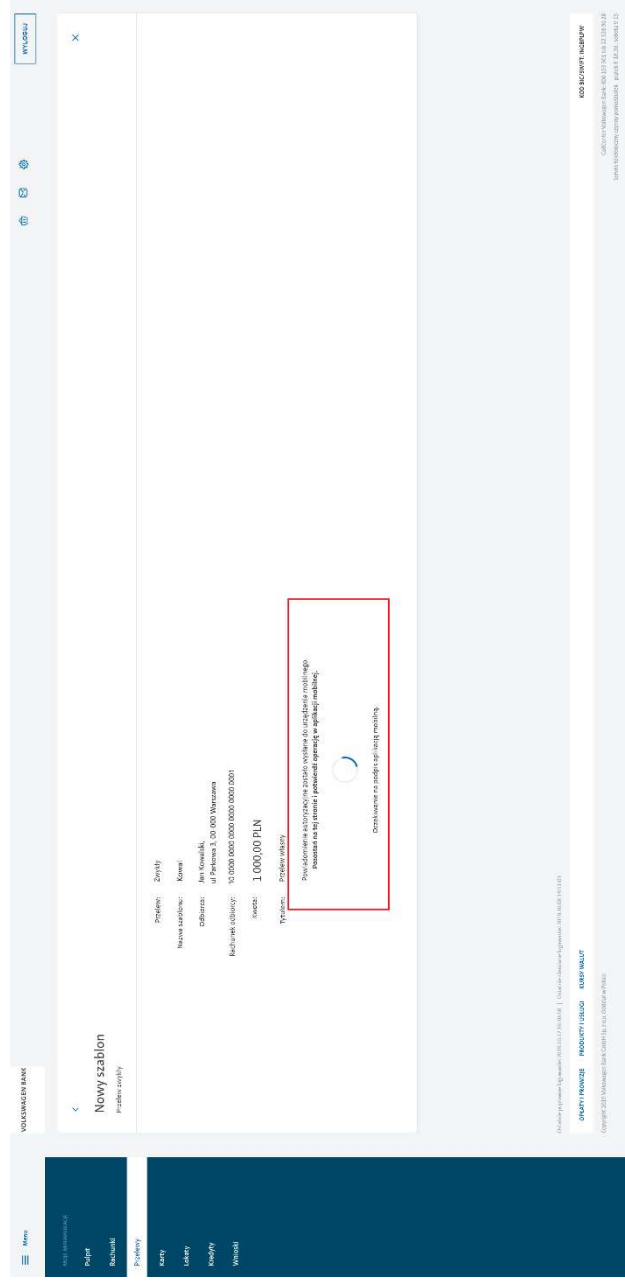 Menu
VOLKSWAGEN BANK
WYLOGUJ
Pulpit
Rachunki
Przelewy
Karty
Lokaty
Kredyty
Wnioski
Nowy szablon
Przelew zwykły
Przelew: Zwykły
Nazwa szablonu: Kowal
Odbiorca: Jan Kowalski,
ul Parkowa 3, 00-000 Warszawa
Rachunek odbiorcy: 10 0000 0000 0000 0000 0000 0001
Kwota: 1 000,00 PLN
Tytułem: Przelew własny
Powiadomienie autoryzacyjne zostało wysłane do urządzenia mobilnego.
Pozostań na tej stronie i potwierdź operację w aplikacji mobilnej.
Oczekiwanie na podpis aplikacją mobilną.
OPŁATY I PROWIZJE PRODUKTY I USŁUGI KURSY WALUT
KOD BIC/SWIFT: INGBPLPW